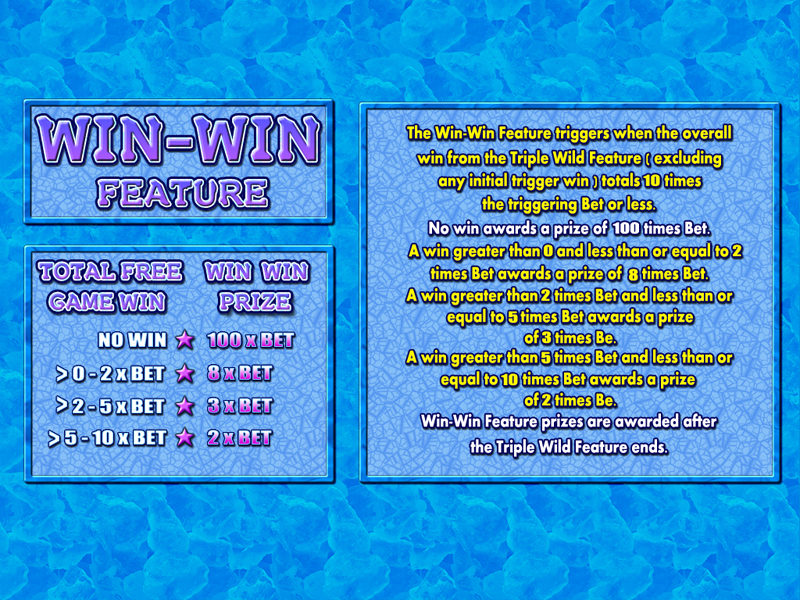 WIN-WIN
FEATURE
TOTAL FREE WIN WIN
GAME WIN PRIZE
NO WIN ★ 100 x BET
> 0 - 2 x BET ★ 8 x BET
> 2 - 5 x BET ★ 3 x BET
> 5 - 10 x BET ★ 2 x BET
The Win-Win Feature triggers when the overall
win from the Triple Wild Feature ( excluding
any initial trigger win ) totals 10 times
the triggering Bet or less.
No win awards a prize of 100 times Bet.
A win greater than 0 and less than or equal to 2
times Bet awards a prize of 8 times Bet.
A win greater than 2 times Bet and less than or
equal to 5 times Bet awards a prize
of 3 times Be.
A win greater than 5 times Bet and less than or
equal to 10 times Bet awards a prize
of 2 times Be.
Win-Win Feature prizes are awarded after
the Triple Wild Feature ends.